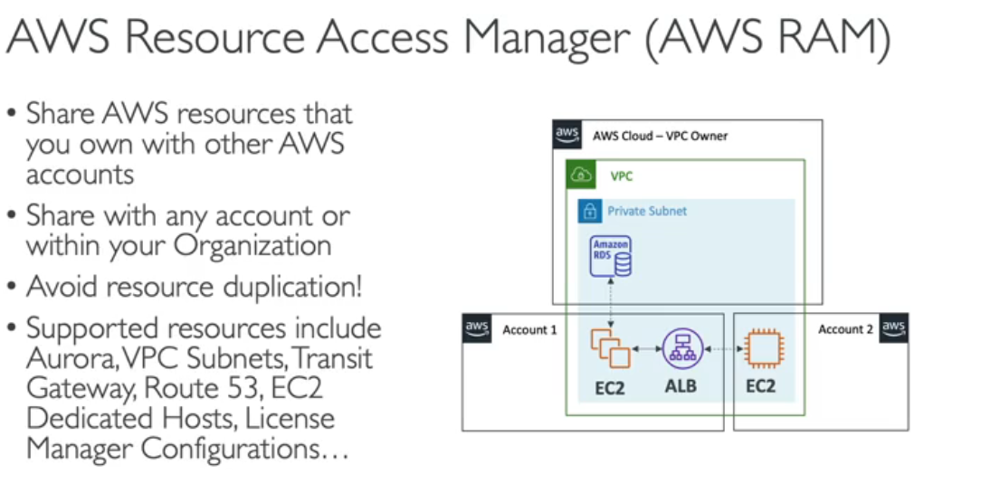 AWS Resource Access Manager (AWS RAM)
• Share AWS resources that
you own with other AWS
accounts
• Share with any account or
within your Organization
• Avoid resource duplication!
• Supported resources include
Aurora, VPC Subnets, Transit
Gateway, Route 53, EC2
Dedicated Hosts, License
Manager Configurations…
aws
AWS Cloud – VPC Owner
VPC
Private Subnet
Amazon
RDS
aws
Account 1
Account 2
aws
EC2
ALB
EC2